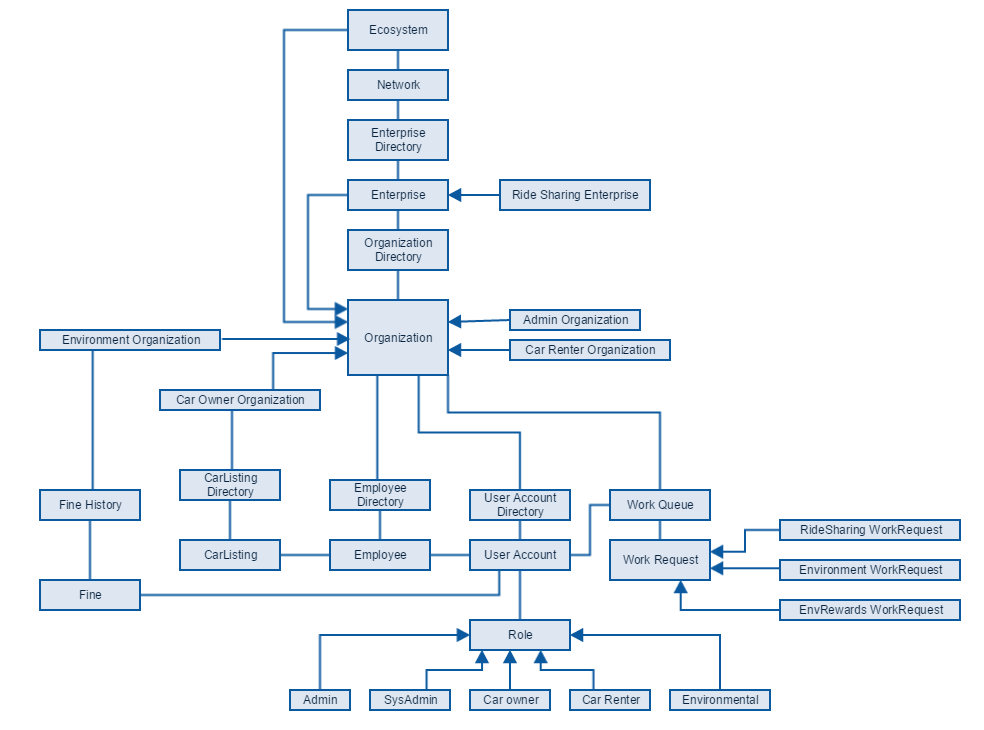 Ecosystem
Network
Enterprise
Directory
Enterprise
Ride Sharing Enterprise
Organization
Directory
Organization
Admin Organization
Environment Organization
Car Renter Organization
Car Owner Organization
CarListing
Directory
Employee
Directory
Fine History
User Account
Directory
Work Queue
RideSharing WorkRequest
CarListing
Employee
User Account
Work Request
Environment WorkRequest
Fine
EnvRewards WorkRequest
Role
Admin
SysAdmin
Car owner
Car Renter
Environmental